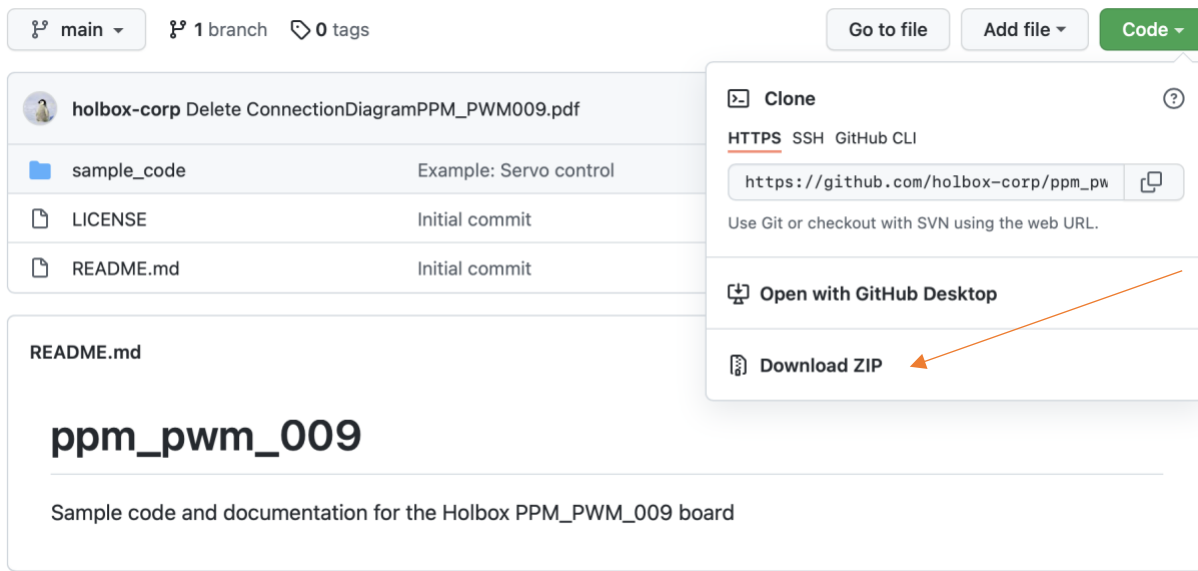 main 1 branch 0 tags Go to file Add file Code
holbox-corp Delete ConnectionDiagramPPM_PWM009.pdf
sample_code Example: Servo control
LICENSE Initial commit
README.md Initial commit
Clone
HTTPS SSH GitHub CLI
https://github.com/holbox-corp/ppm_pw
Use Git or checkout with SVN using the web URL.
Open with GitHub Desktop
Download ZIP
README.md
ppm_pwm_009
Sample code and documentation for the Holbox PPM_PWM_009 board